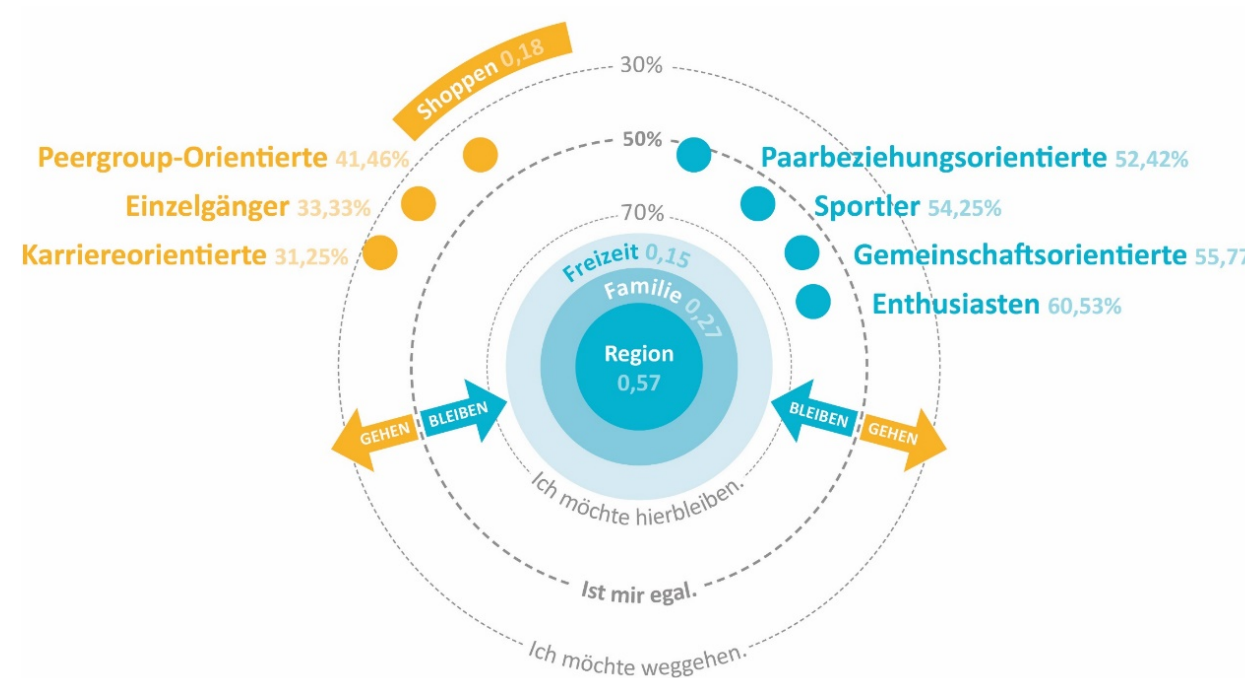 Shoppen 0,18
30%
50%
70%
Peergroup-Orientierte 41,46%
Einzelgänger 33,33%
Karriereorientierte 31,25%
Paarbeziehungsorientierte 52,42%
Sportler 54,25%
Gemeinschaftsorientierte 55,77
Enthusiasten 60,53%
Freizeit 0,15
Familie 0,27
Region
0,57
GEHEN
BLEIBEN
BLEIBEN
GEHEN
Ich möchte hierbleiben.
Ist mir egal.
Ich möchte weggehen.